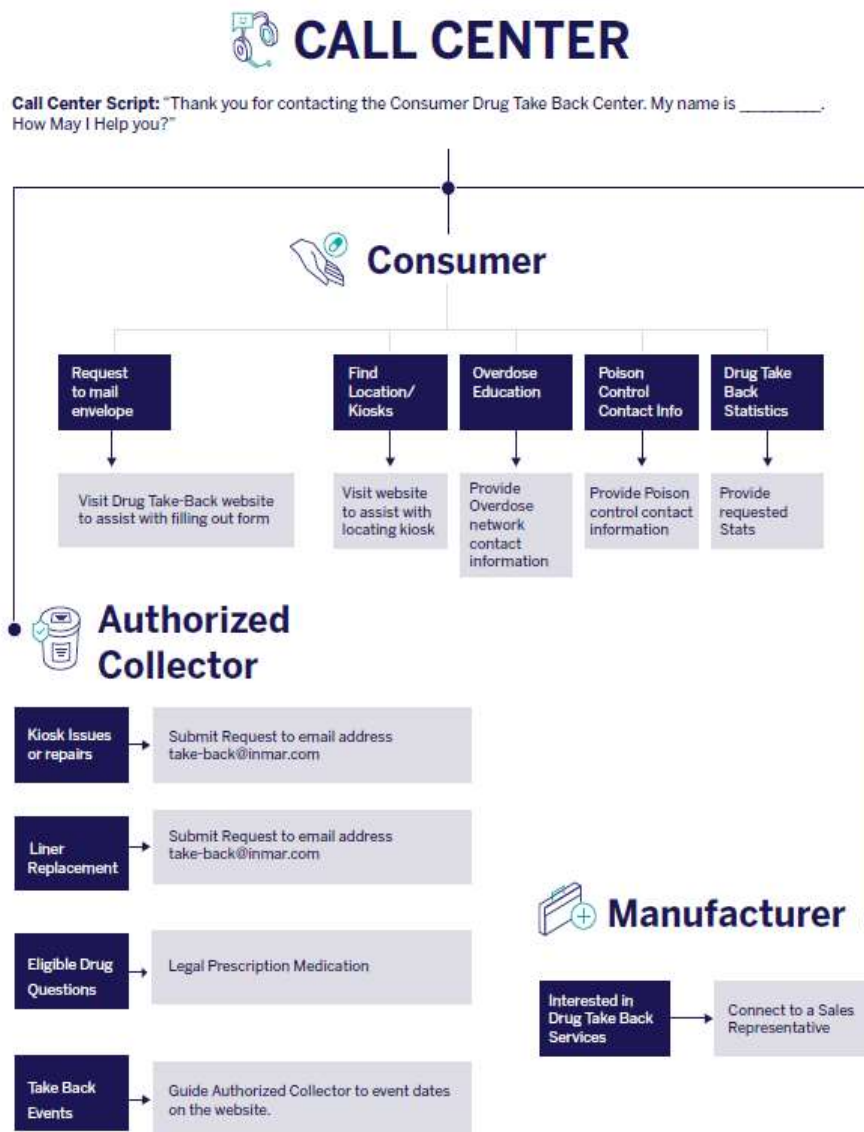 CALL CENTER
Call Center Script: “Thank you for contacting the Consumer Drug Take Back Center. My name is __________.
How May I Help you?”
Consumer
Request
to mail
envelope
Find
Location/
Kiosks
Overdose
Education
Poison
Control
Contact Info
Drug Take
Back
Statistics
Visit Drug Take-Back website
to assist with filling out form
Visit website
to assist with
locating kiosk
Provide
Overdose
network
contact
information
Provide Poison
control contact
information
Provide
requested
Stats
Authorized
Collector
Kiosk Issues
or repairs
Submit Request to email address
take-back@inmar.com
Liner
Replacement
Submit Request to email address
take-back@inmar.com
Eligible Drug
Questions
Legal Prescription Medication
Take Back
Events
Guide Authorized Collector to event dates
on the website.
Manufacturer
Interested in
Drug Take Back
Services
Connect to a Sales
Representative